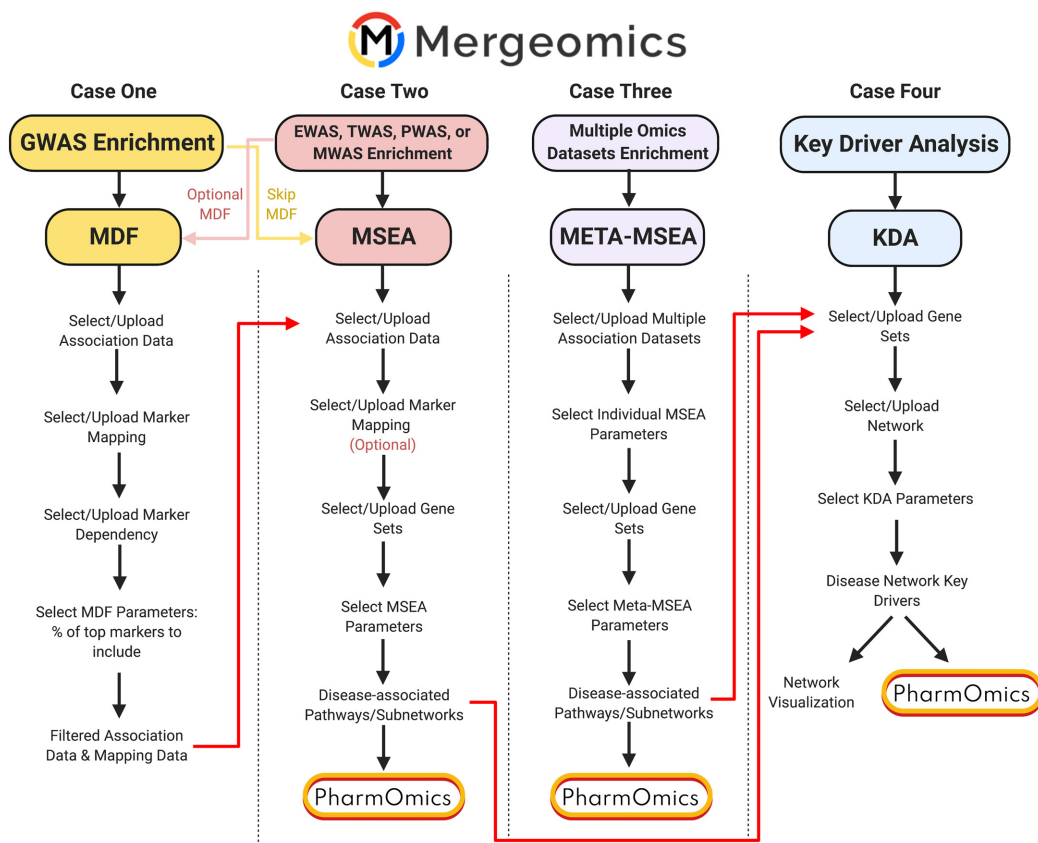 M Mergeomics
Case One
GWAS Enrichment
Optional
MDF
Skip
MDF
MDF
Select/Upload
Association Data
Select/Upload Marker
Mapping
Select/Upload Marker
Dependency
Select MDF Parameters:
% of top markers to
include
Filtered Association
Data & Mapping Data
Case Two
EWAS, TWAS, PWAS, or
MWAS Enrichment
MSEA
Select/Upload
Association Data
Select/Upload Marker
Mapping
(Optional)
Select/Upload Gene
Sets
Select MSEA
Parameters
Disease-associated
Pathways/Subnetworks
PharmOmics
Case Three
Multiple Omics
Datasets Enrichment
META-MSEA
Select/Upload Multiple
Association Datasets
Select Individual MSEA
Parameters
Select/Upload Gene
Sets
Select Meta-MSEA
Parameters
Disease-associated
Pathways/Subnetworks
PharmOmics
Case Four
Key Driver Analysis
KDA
Select/Upload Gene
Sets
Select/Upload
Network
Select KDA Parameters
Disease Network Key
Drivers
Network
Visualization
PharmOmics